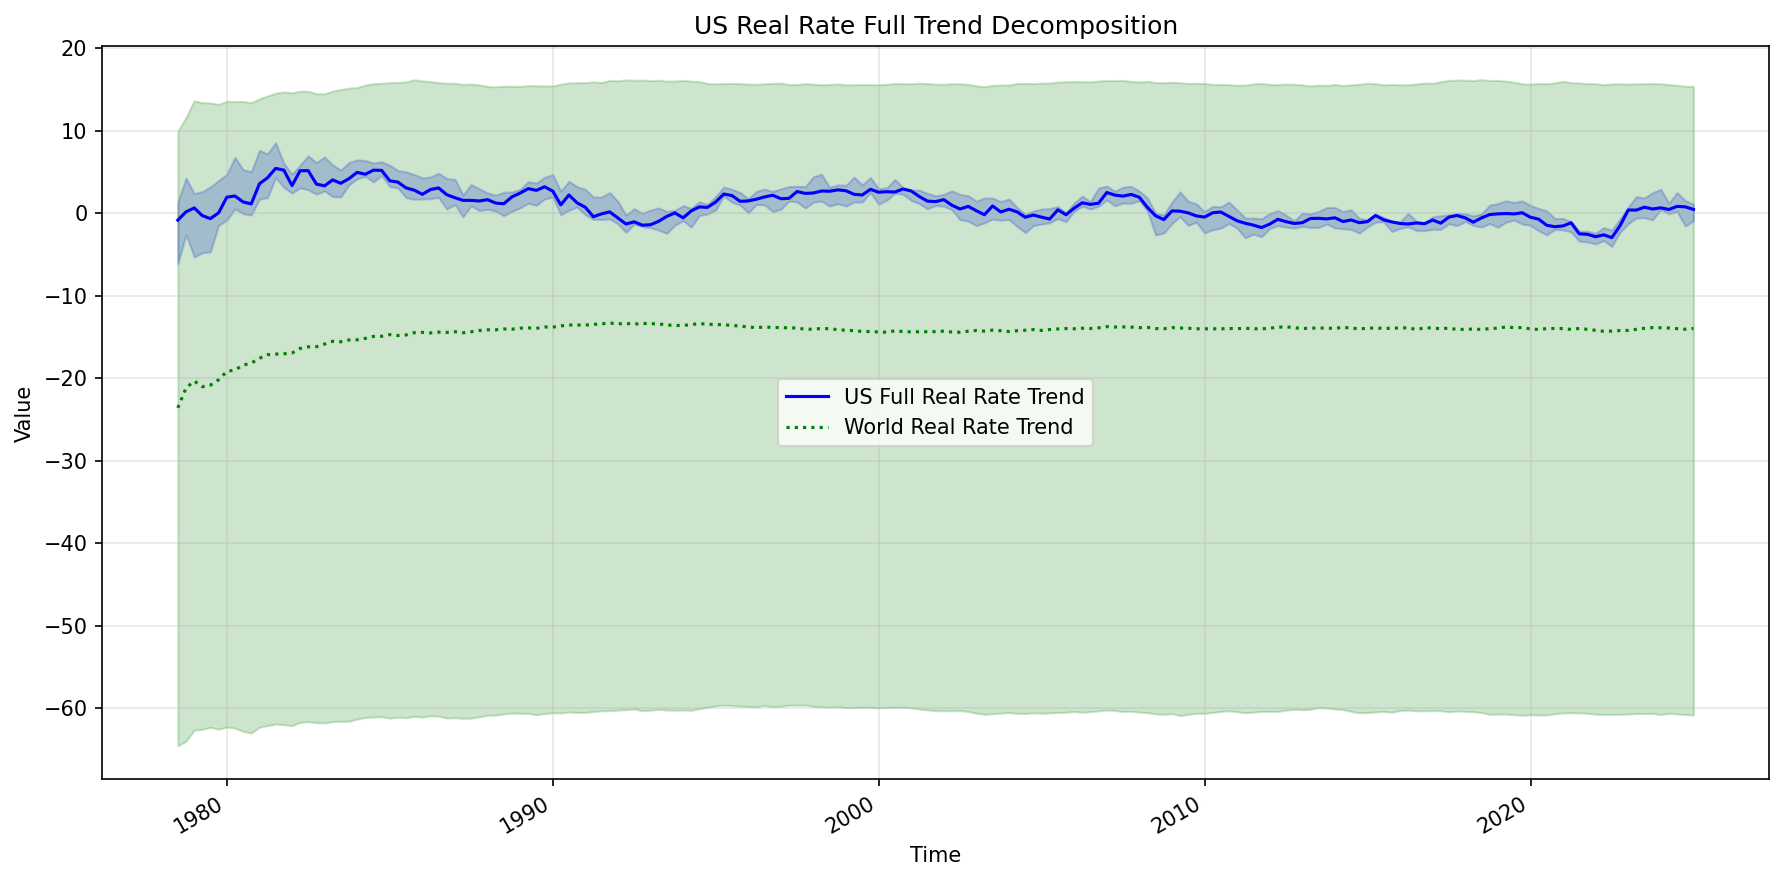 US Real Rate Full Trend Decomposition
20
10
0
−10
−20
−30
−40
−50
−60
Value
US Full Real Rate Trend
World Real Rate Trend
1980
1990
2000
2010
2020
Time